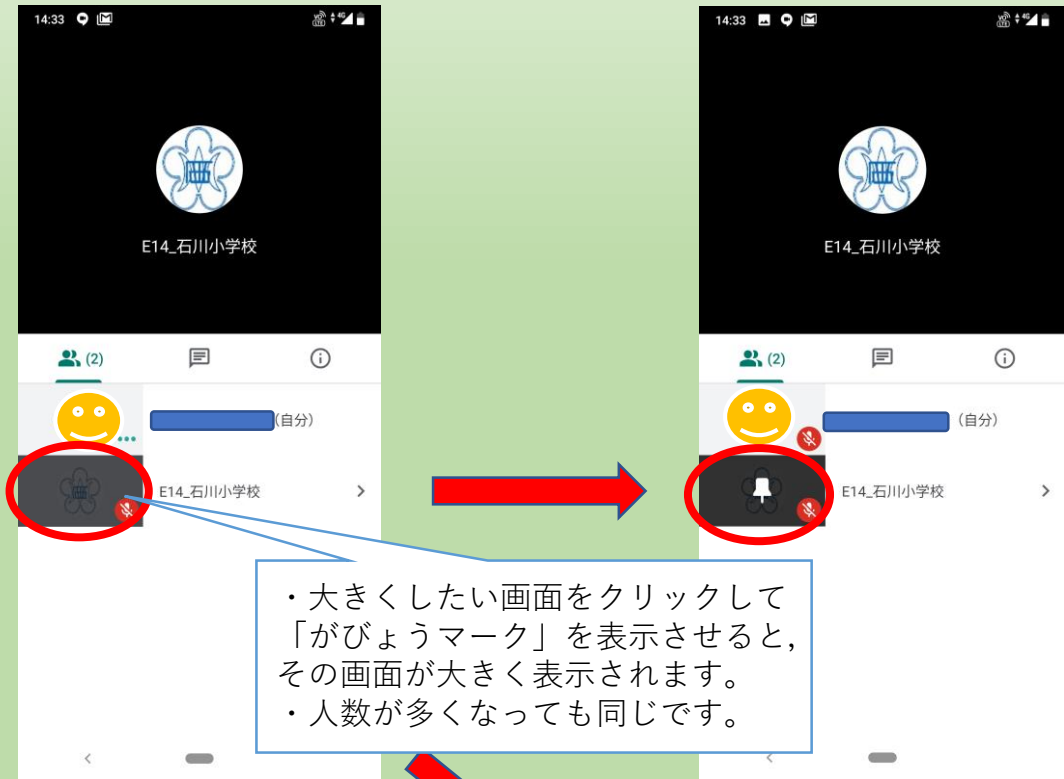 14:33
4G
E14_石川小学校
(2)
(自分)
E14_石川小学校
14:33
4G
E14_石川小学校
(2)
(自分)
E14_石川小学校
・大きくしたい画面をクリックして
「がびょうマーク」を表示させると,
その画面が大きく表示されます。
・人数が多くなっても同じです。